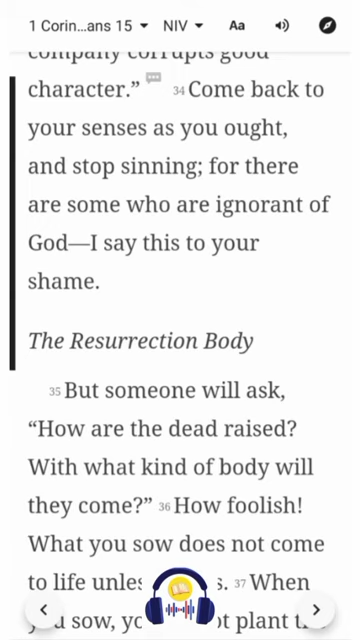 1 Corin...ans 15 NIV Aa
company corrupts good
character.” 34 Come back to
your senses as you ought,
and stop sinning; for there
are some who are ignorant of
God—I say this to your
shame.
The Resurrection Body
35 But someone will ask,
“How are the dead raised?
With what kind of body will
they come?” 36 How foolish!
What you sow does not come
to life s. 37 When
sow, plant